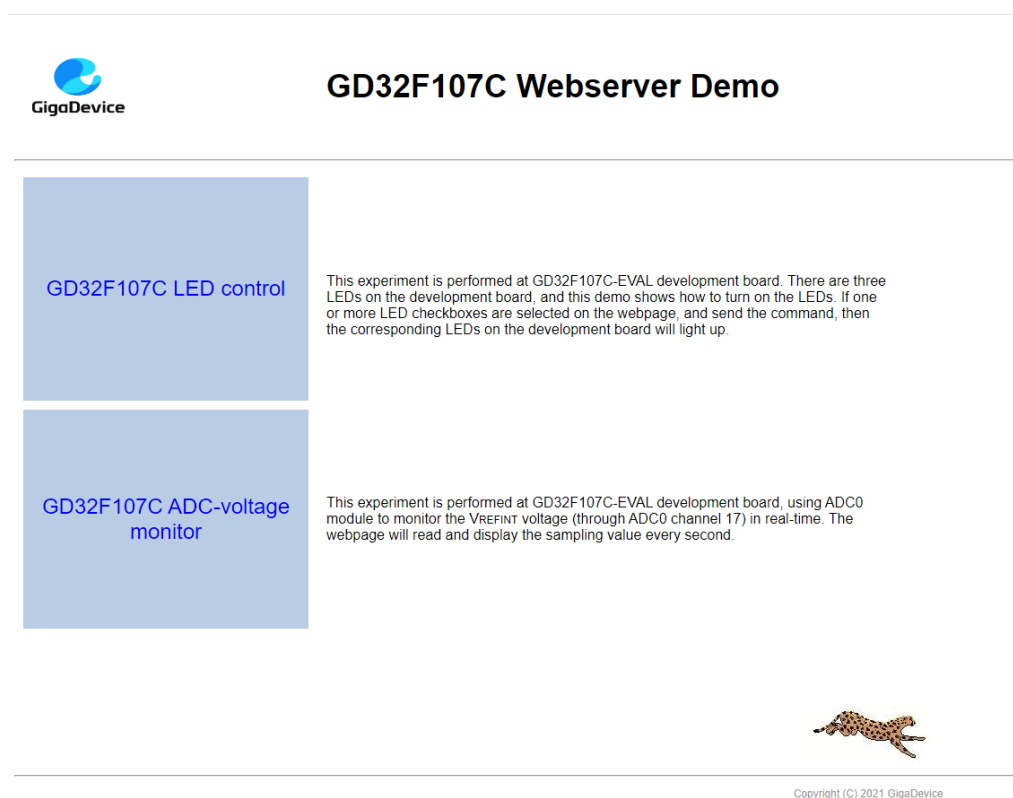 GigaDevice
GD32F107C Webserver Demo
GD32F107C LED control
This experiment is performed at GD32F107C-EVAL development board. There are three
LEDs on the development board, and this demo shows how to turn on the LEDs. If one
or more LED checkboxes are selected on the webpage, and send the command, then
the corresponding LEDs on the development board will light up.
GD32F107C ADC-voltage
monitor
This experiment is performed at GD32F107C-EVAL development board, using ADC0
module to monitor the VREFINT voltage (through ADC0 channel 17) in real-time. The
webpage will read and display the sampling value every second.
Copyright (C) 2021 GigaDevice